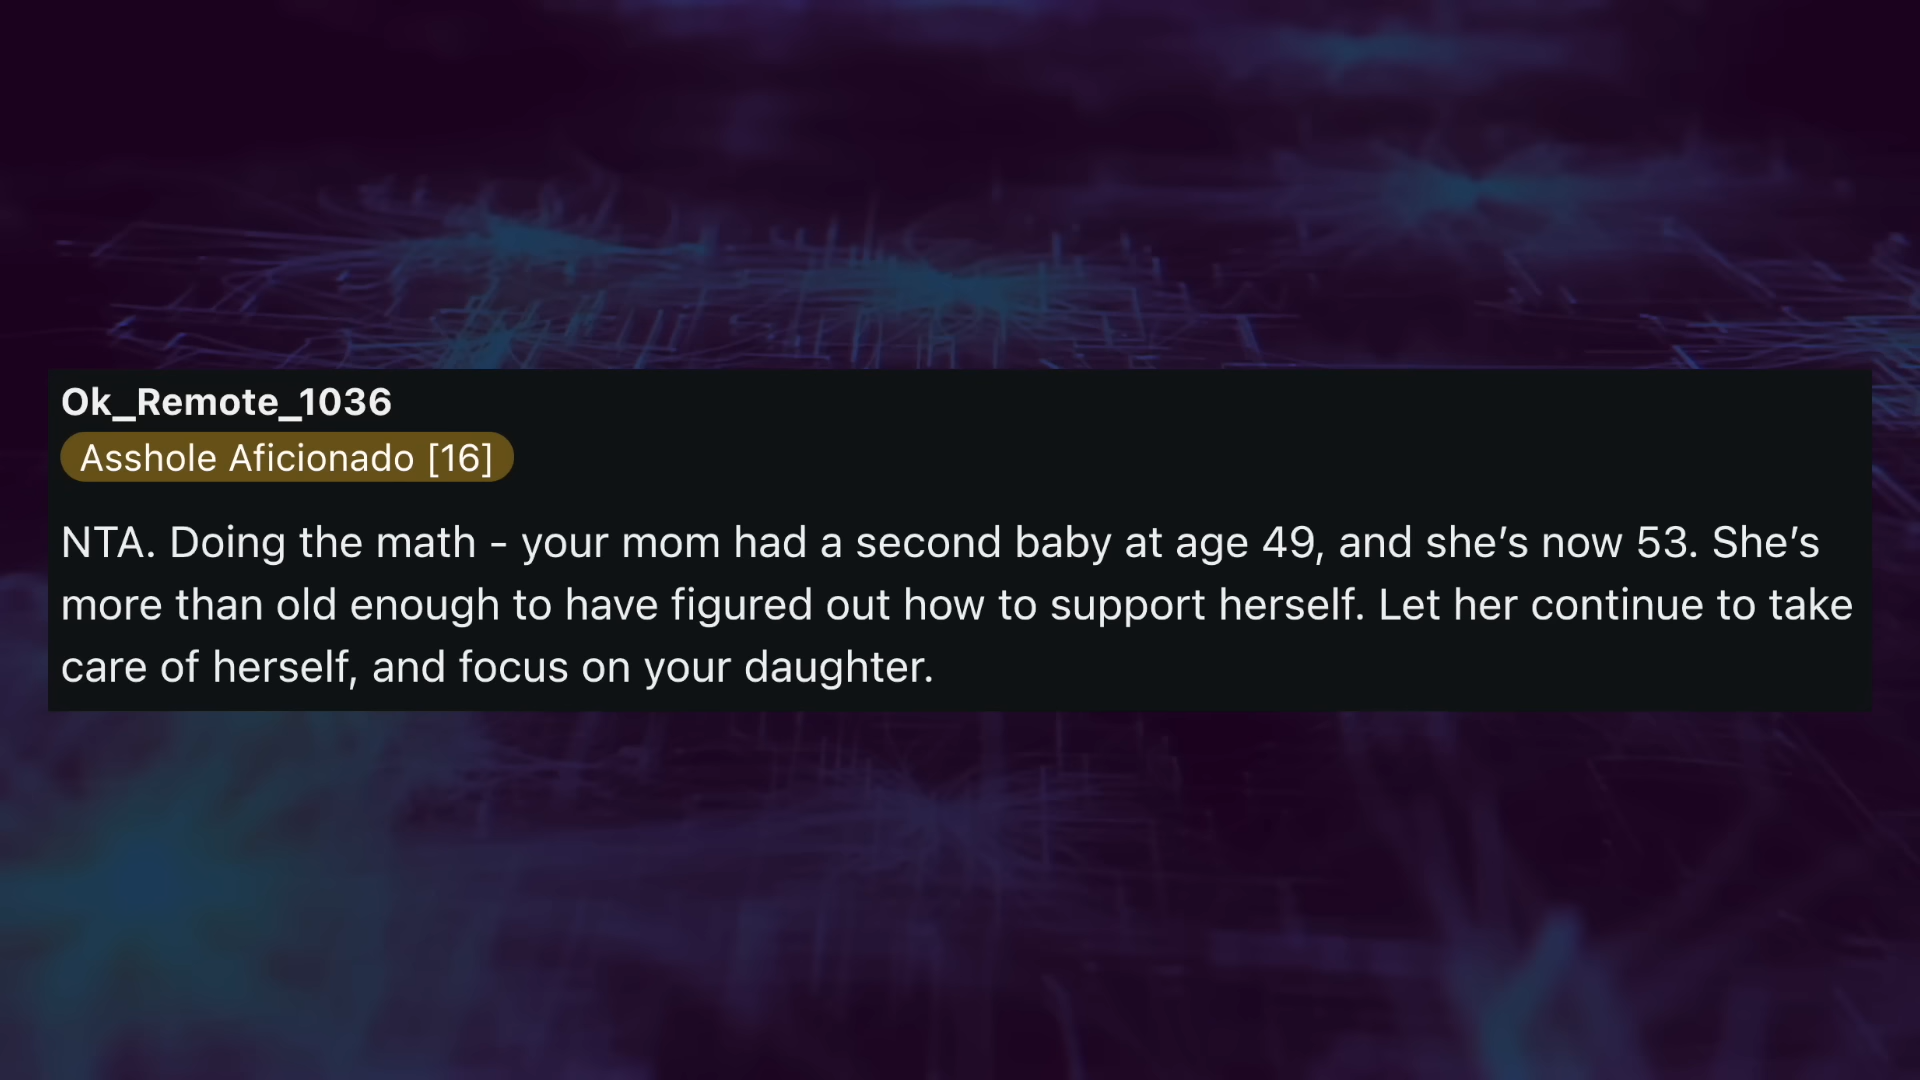 Ok_Remote_1036
Asshole Aficionado [16]
NTA. Doing the math - your mom had a second baby at age 49, and she’s now 53. She’s
more than old enough to have figured out how to support herself. Let her continue to take
care of herself, and focus on your daughter.